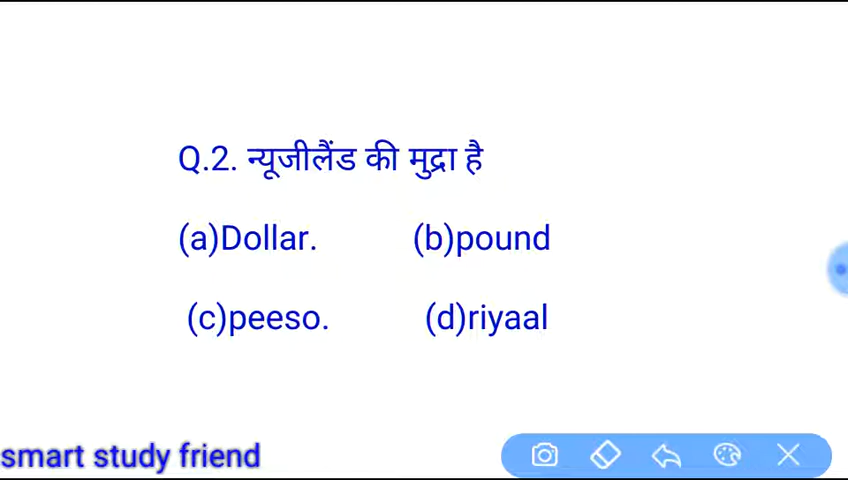 Q.2. न्यूजीलैंड की मुद्रा है
(a)Dollar. (b)pound
(c)peeso. (d)riyaal
smart study friend